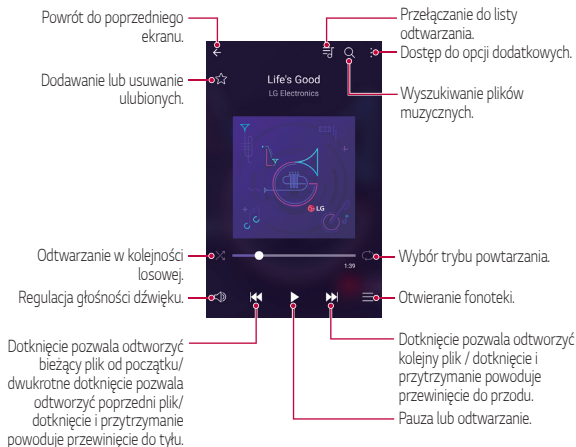 Powrót do poprzedniego
ekranu.
Dodawanie lub usuwanie
ulubionych.
Przełączanie do listy
odtwarzania.
Dostęp do opcji dodatkowych.
Wyszukiwanie plików
muzycznych.
Life's Good
LG Electronics
LG
1:39
Odtwarzanie w kolejności
losowej.
Regulacja głośności dźwięku.
Wybór trybu powtarzania.
Otwieranie fonoteki.
Dotknięcie pozwala odtworzyć
bieżący plik od początku/
dwukrotne dotknięcie pozwala
odtworzyć poprzedni plik/
dotknięcie i przytrzymanie
powoduje przewinięcie do tyłu.
Dotknięcie pozwala odtworzyć
kolejny plik / dotknięcie i
przytrzymanie powoduje
przewinięcie do przodu.
Pauza lub odtwarzanie.